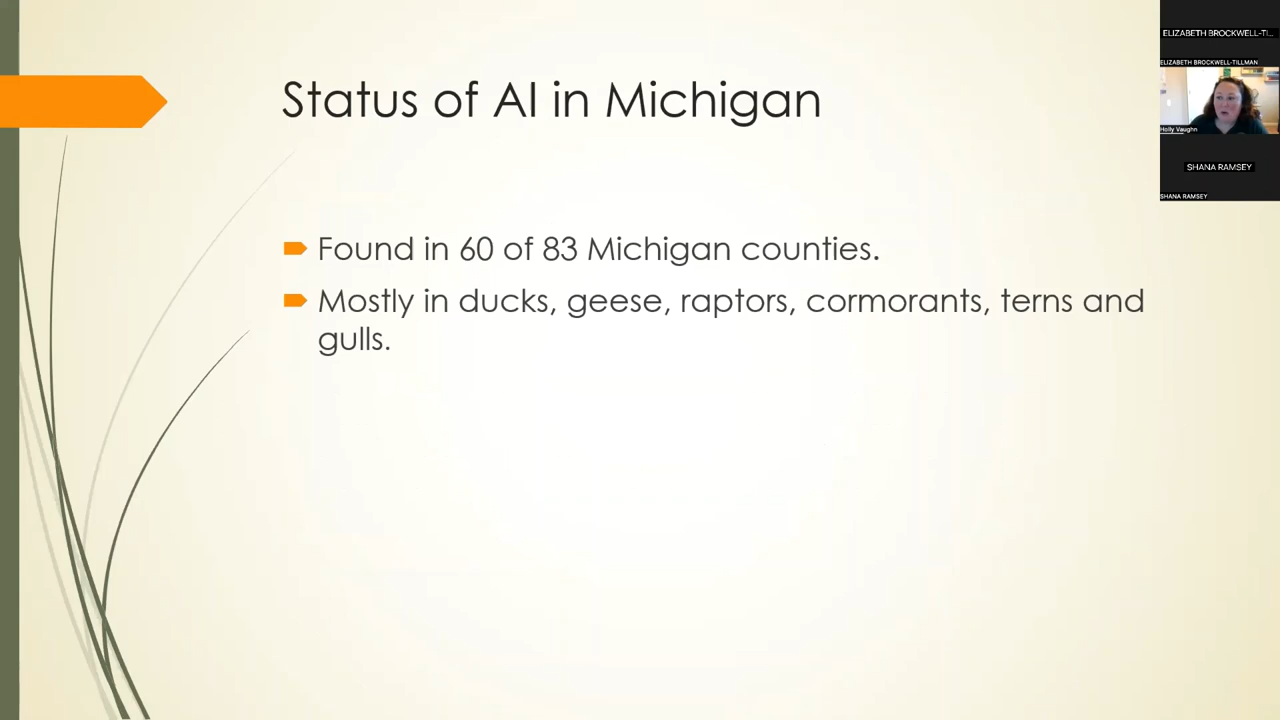 Status of AI in Michigan
Found in 60 of 83 Michigan counties.
Mostly in ducks, geese, raptors, cormorants, terns and
gulls.
ELIZABETH BROCKWELL-TI...
ELIZABETH BROCKWELL-TILLMAN
Holly Vaughn
SHANA RAMSEY
SHANA RAMSEY